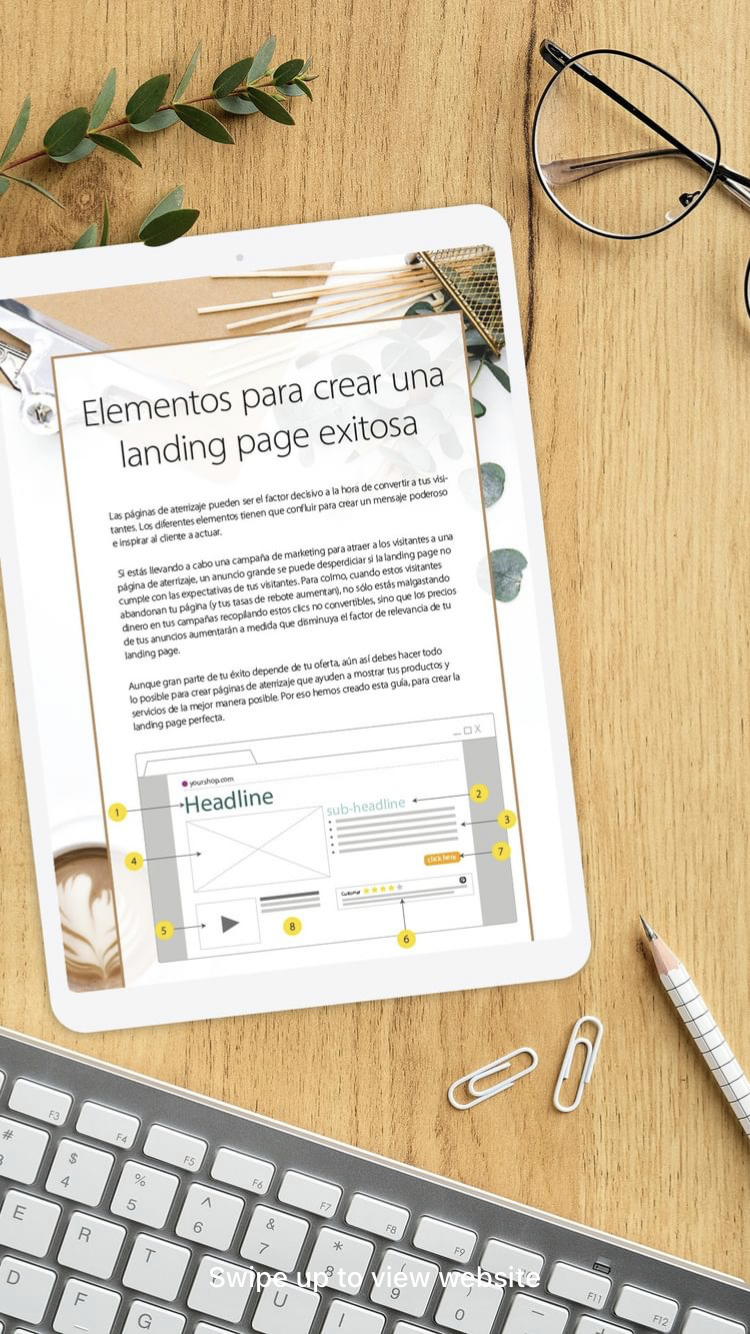 Elementos para crear una
landing page exitosa
Las páginas de aterrizaje pueden ser el factor decisivo a la hora de convertir a tus visi-
tantes. Los diferentes elementos tienen que confluir para crear un mensaje poderoso
e inspirar al cliente a actuar.
Si estás llevando a cabo una campaña de marketing para atraer a los visitantes a una
página de aterrizaje, un anuncio grande se puede desperdiciar si la landing page no
cumple con las expectativas de tus visitantes. Para colmo, cuando estos visitantes
abandonan tu página (y tus tasas de rebote aumentan), no sólo estás malgastando
dinero en tus campañas recopilando estos clics no convertibles, sino que los precios
de tus anuncios aumentarán a medida que disminuya el factor de relevancia de tu
landing page.
Aunque gran parte de tu éxito depende de tu oferta, aún así debes hacer todo
lo posible para crear páginas de aterrizaje que ayuden a mostrar tus productos y
servicios de la mejor manera posible. Por eso hemos creado esta guía, para crear la
landing page perfecta.
X
yourshop.com
1 Headline sub-headline 2
3
4 click here 7
Customer
5 8 6
F3 F4 F5 F6 F7 F8 F9 F11 F12
# $ % ^ & * ( )
3 4 5 6 7 8 9 0
E R T U I
D F G
Swipe up to view website